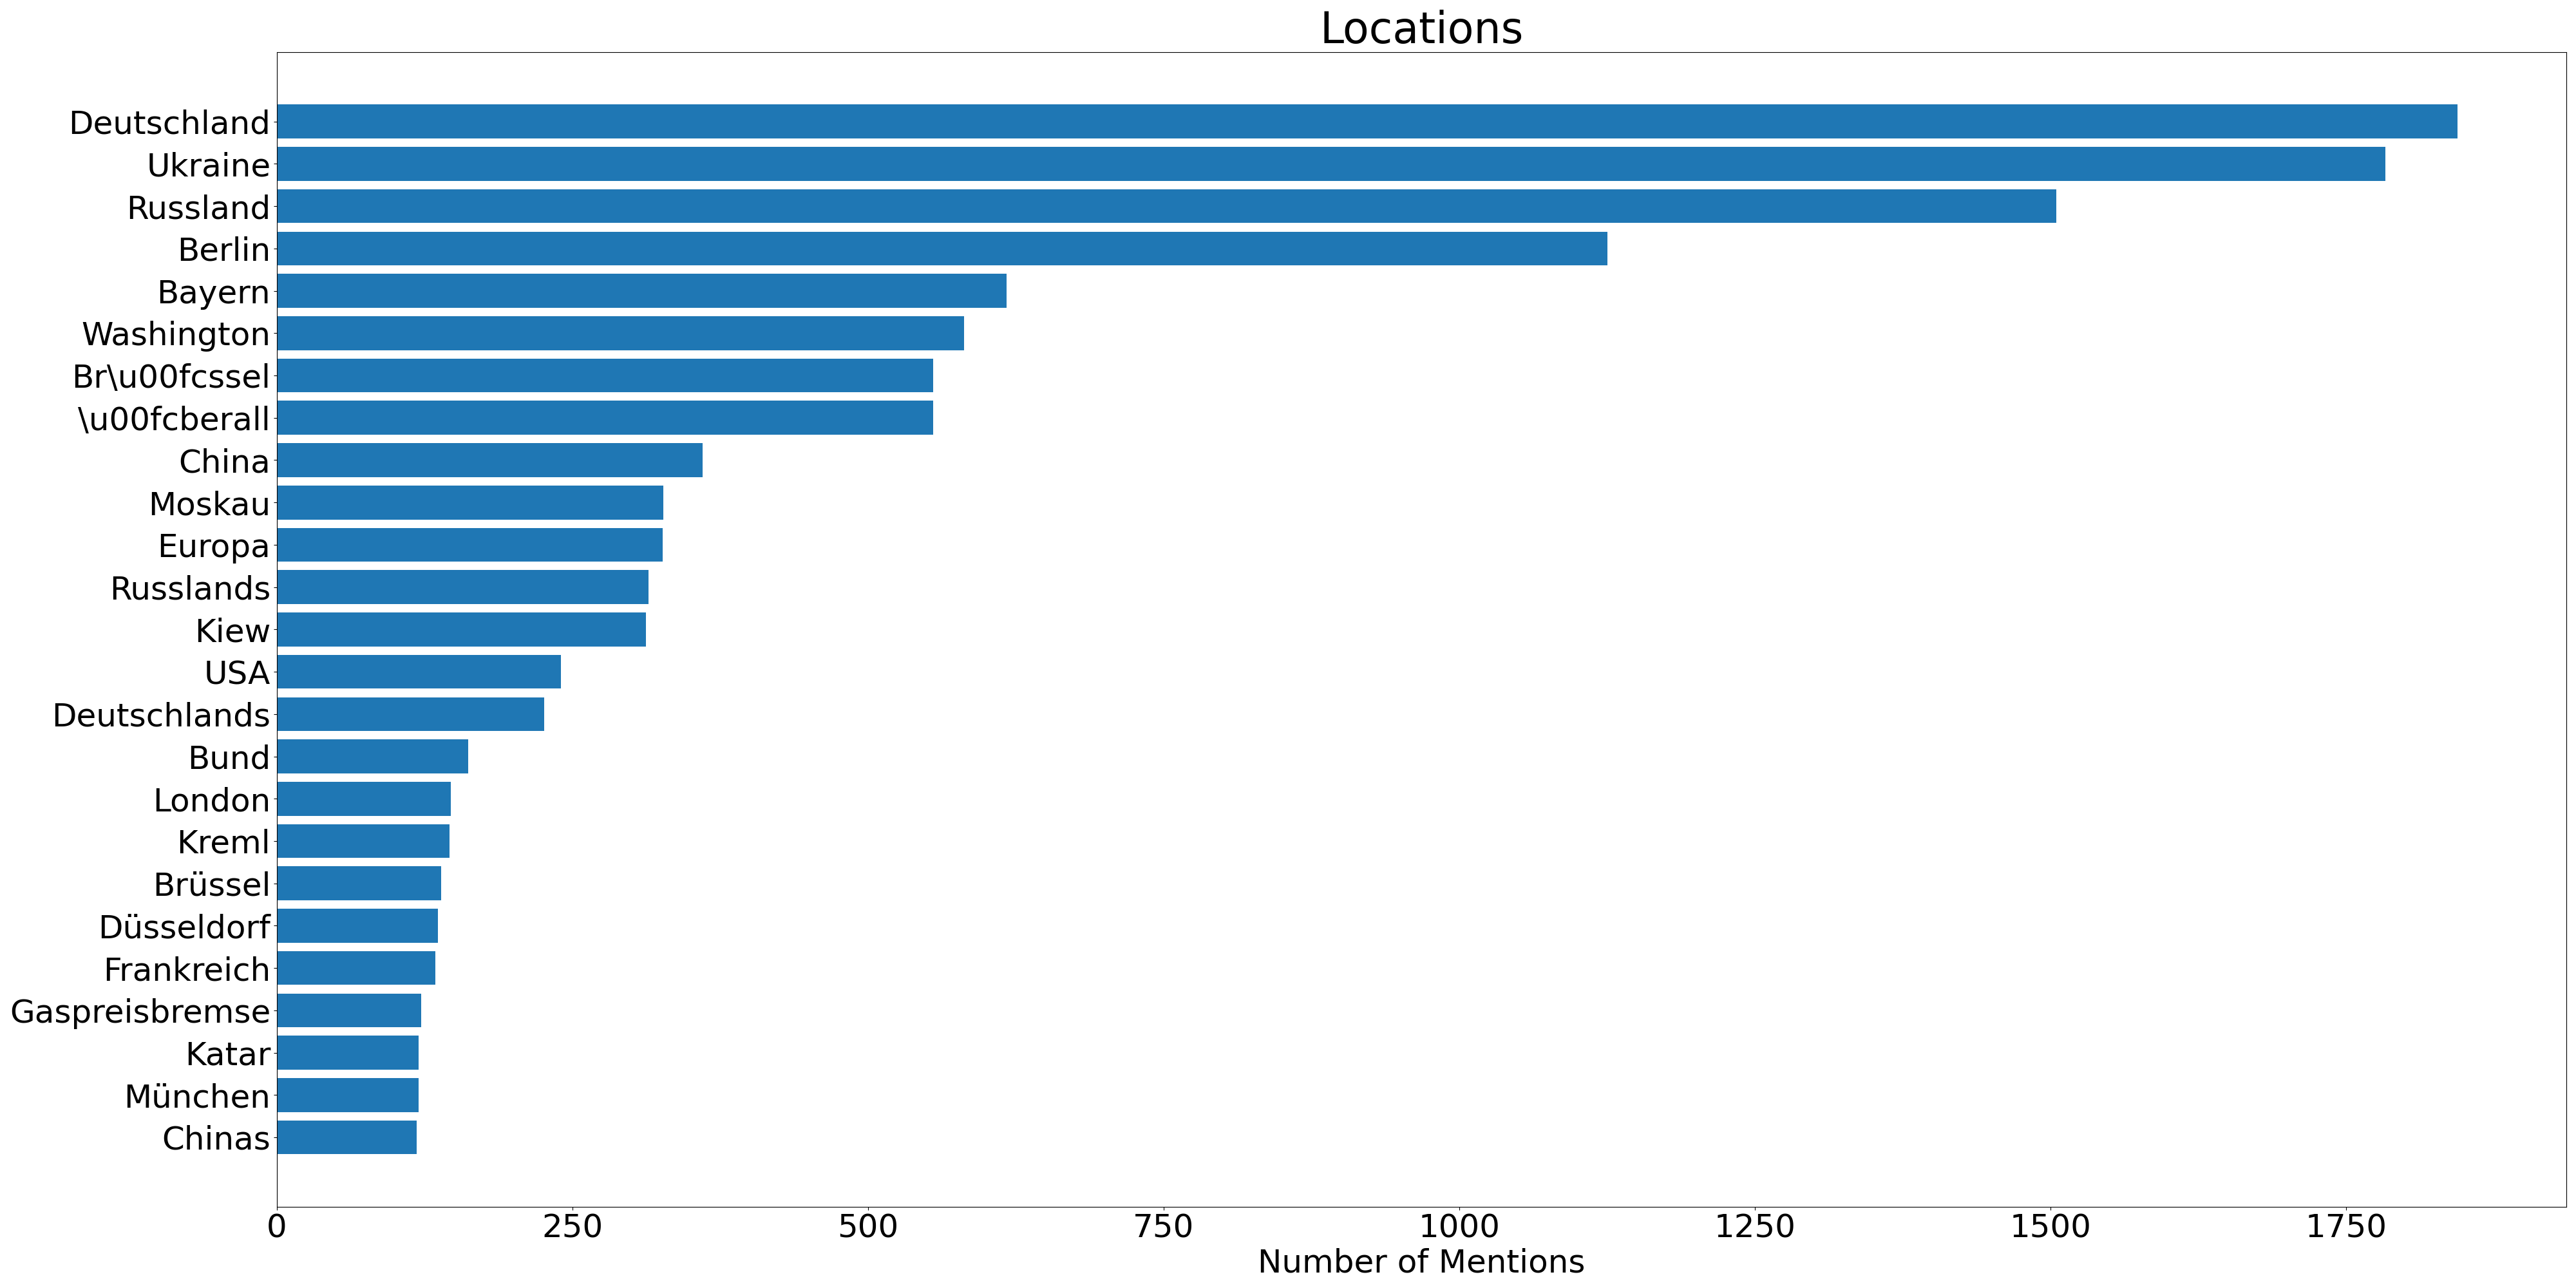 Locations
Deutschland
Ukraine
Russland
Berlin
Bayern
Washington
Br\u00fcssel
\u00fcberall
China
Moskau
Europa
Russlands
Kiew
USA
Deutschlands
Bund
London
Kreml
Brüssel
Düsseldorf
Frankreich
Gaspreisbremse
Katar
München
Chinas
0 250 500 750 1000 1250 1500 1750
Number of Mentions